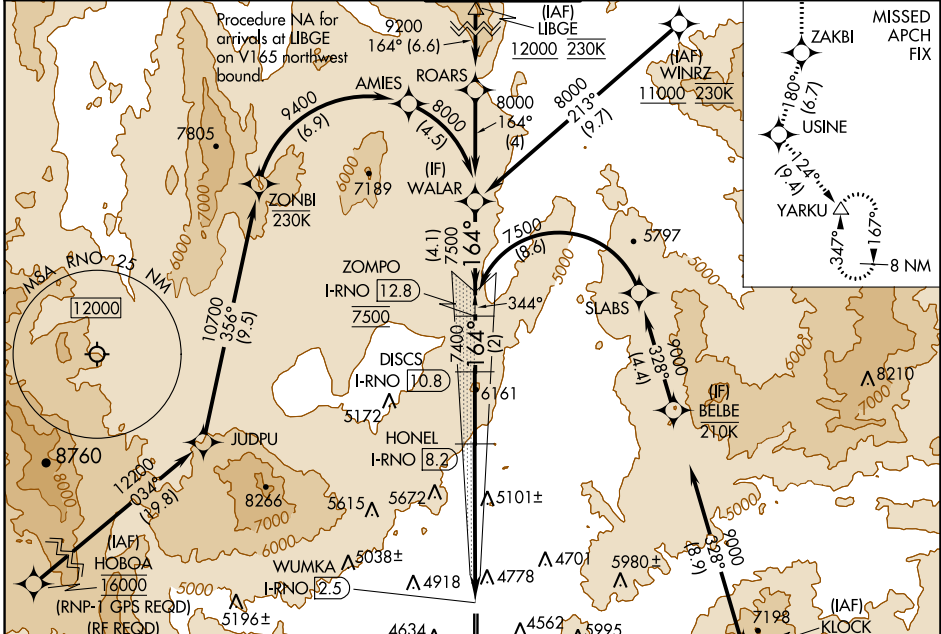 Procedure NA for
arrivals at LIBGE
on V165 northwest
bound.
9200
164° (6.6)
(IAF)
LIBGE
12000 230K
(IAF)
WINRZ
11000 230K
MISSED
APCH
FIX
ZAKBI
180°
(6.7)
USINE
124°
(9.4)
YARKU
347°
167°
8 NM
AMIES
ROARS
9400
(6.9)
8000
(4.5)
8000
164°
(4)
8000
213°
(9.7)
7805
7000
6000
6000
7189
(IF)
WALAR
ZONBI
230K
7500
(4.1)
164°
7500
(8.6)
5797
5000
MSA RNO 25 NM
12000
10700
356°
(9.5)
ZOMPO
I-RNO 12.8
7500
344°
SLABS
6000
7400
164°
(2)
DISCS
I-RNO 10.8
5172
6161
9000
328°
(4.4)
(IF)
BELBE
210K
8210
7000
HONEL
I-RNO 8.2
JUDPU
8760
8000
12200
034°
(19.8)
8266
7000
6000
5615
5672
5101±
5000
(IAF)
HOBOA
16000
(RNP-1 GPS REQD)
(RF REQD)
5000
5196±
5038±
WUMKA
I-RNO 2.5
4918
4778
4701
5980±
9000
328°
(8.9)
4634
4562
5995
7198
(IAF)
KLOCK